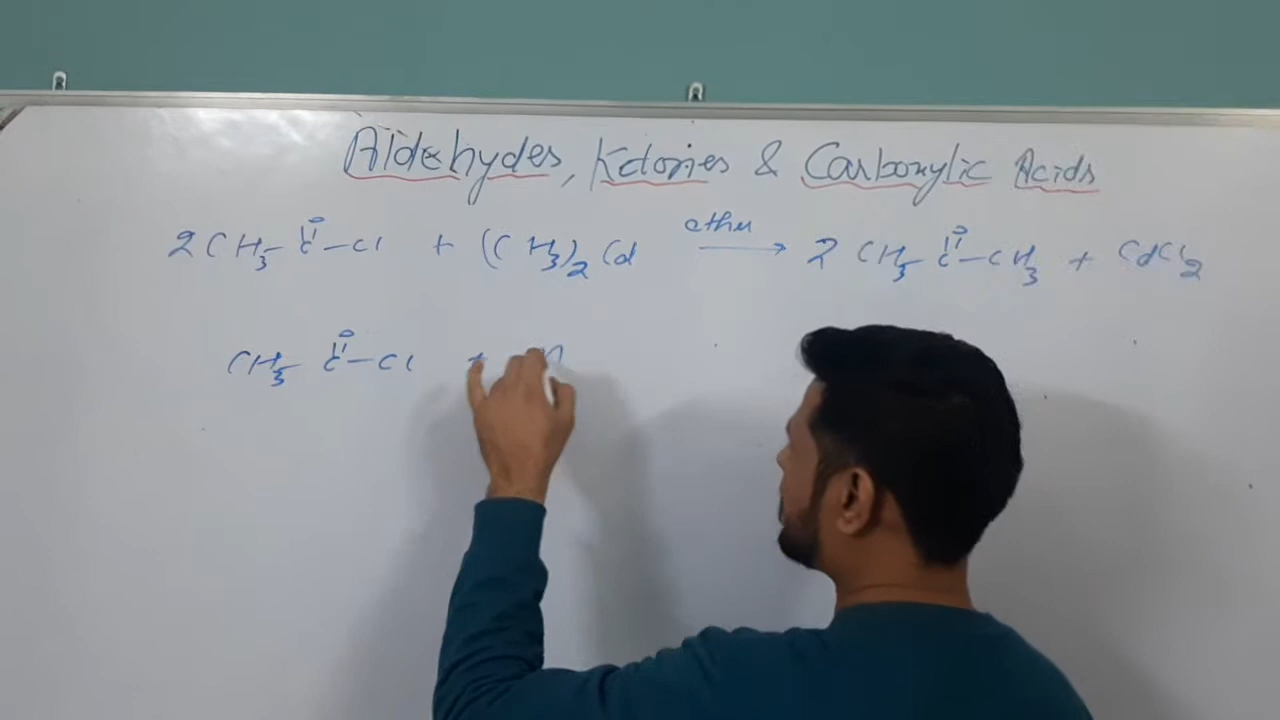 Aldehydes, Ketones & Carboxylic Acids
2CH3-C(=O)-Cl + (CH3)2Cd —ether→ 2CH3-C(=O)-CH3 + CdCl2
CH3-C(=O)-Cl +